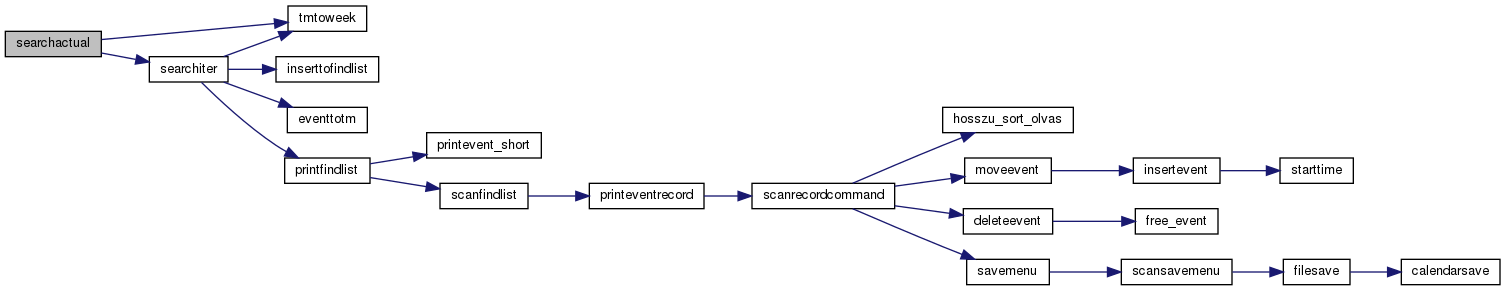 searchactual
tmtoweek
searchiter
inserttofindlist
eventtotm
printfindlist
printevent_short
scanfindlist
printeventrecord
scanrecordcommand
hosszu_sort_olvas
moveevent
insertevent
starttime
deleteevent
free_event
savemenu
scansavemenu
filesave
calendarsave